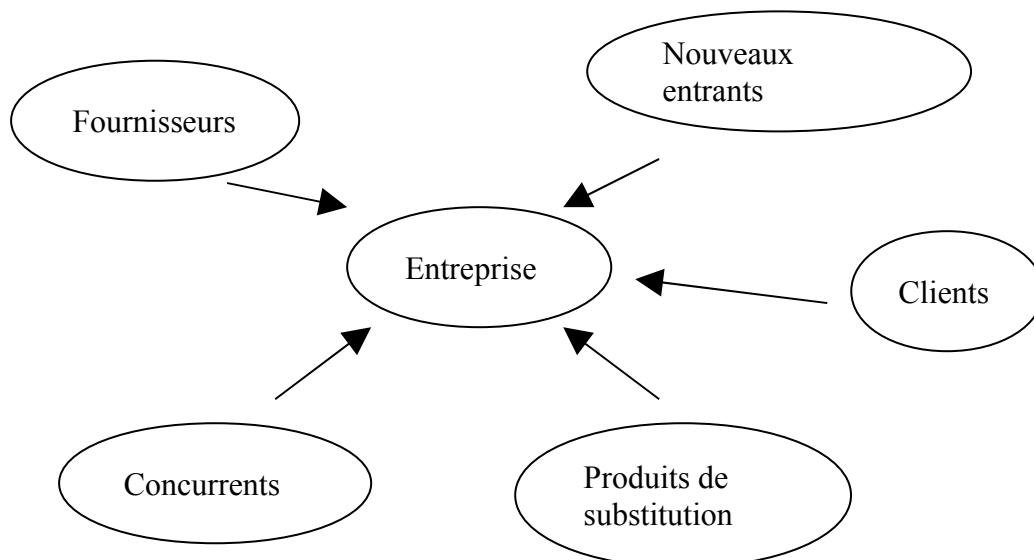 Nouveaux
entrants
Fournisseurs
Entreprise
Clients
Concurrents
Produits de
substitution